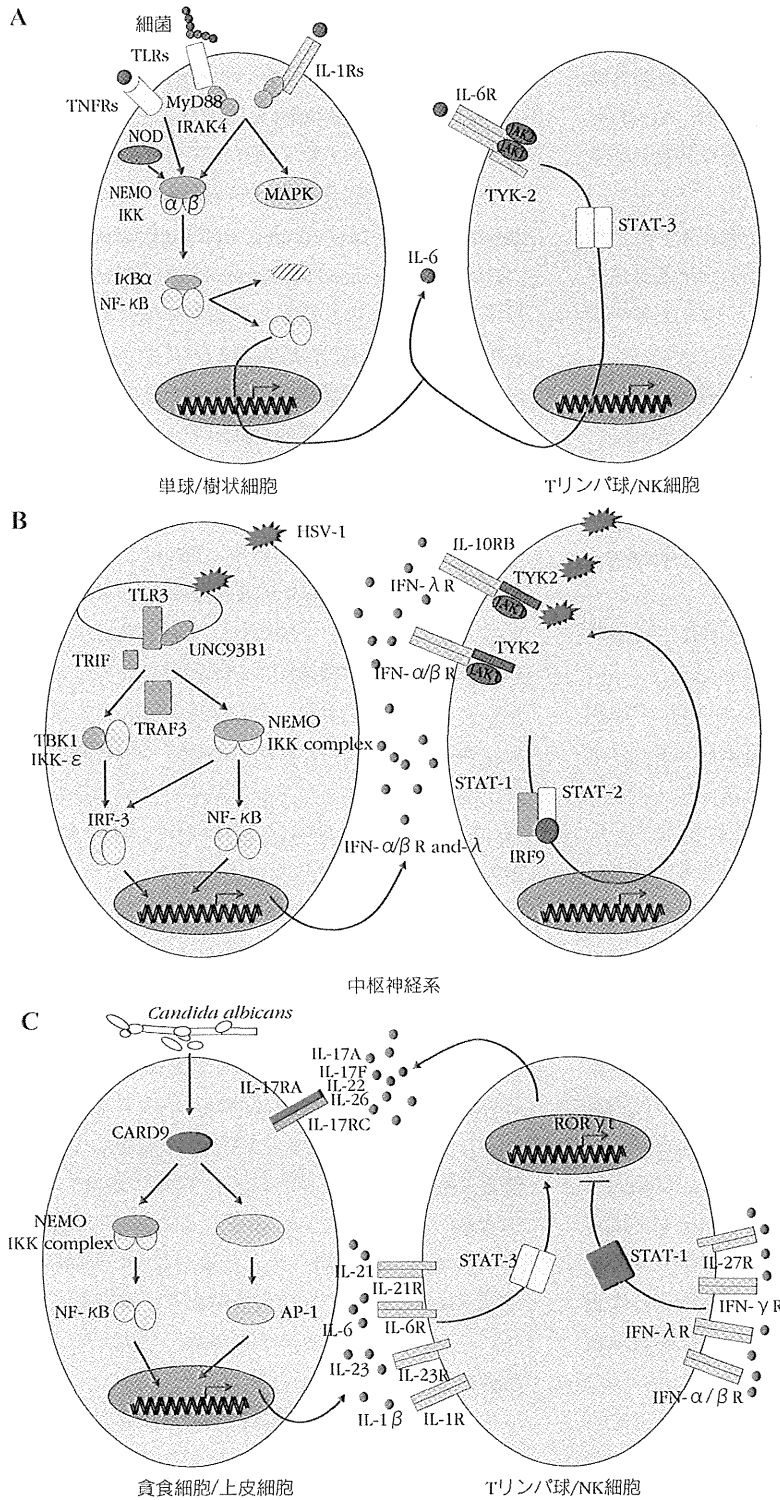 A
細菌
TLRs
IL-1Rs
TNFRs
MyD88
IRAK4
NOD
NEMO
IKK
α β
MAPK
IκBα
NF-κB
IL-6
IL-6R
JAK2
JAK1
TYK-2
STAT-3
単球/樹状細胞
Tリンパ球/NK細胞
B
HSV-1
TLR3
UNC93B1
TRIF
TRAF3
TBK1
IKK-ε
NEMO
IKK complex
IRF-3
NF-κB
IL-10RB
IFN-λR
TYK2
JAK1
TYK2
IFN-α/βR
JAK1
STAT-1
STAT-2
IRF9
IFN-α/βR and-λ
中枢神経系
C
Candida albicans
IL-17A
IL-17F
IL-22
IL-26
IL-17RA
IL-17RC
CARD9
NEMO
IKK complex
NF-κB
AP-1
RORγt
STAT-3
STAT-1
IL-21
IL-21R
IL-6
IL-6R
IL-23
IL-23R
IL-1β
IL-1R
IL-27R
IFN-γR
IFN-λR
IFN-α/βR
貪食細胞/上皮細胞
Tリンパ球/NK細胞